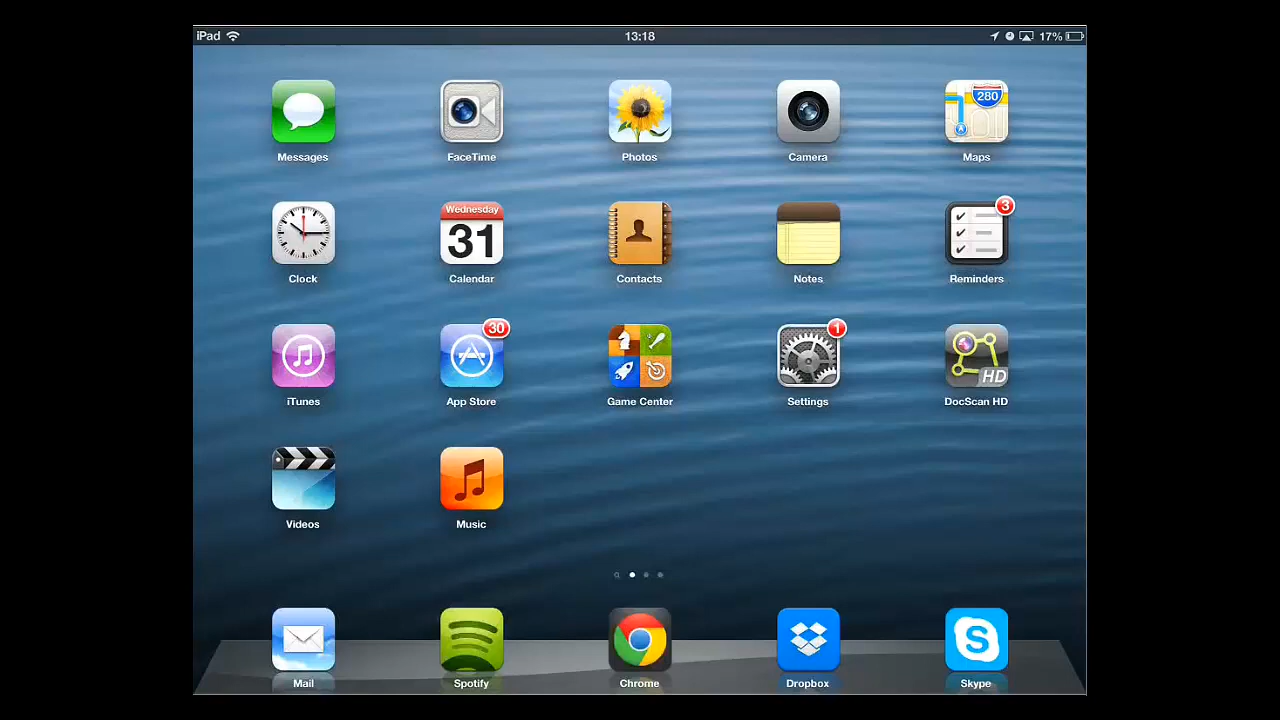 iPad 13:18 17%
Messages FaceTime Photos Camera Maps
280
Wednesday
31
3
Clock Calendar Contacts Notes Reminders
30
1
HD
iTunes App Store Game Center Settings DocScan HD
Videos Music
Mail Spotify Chrome Dropbox Skype